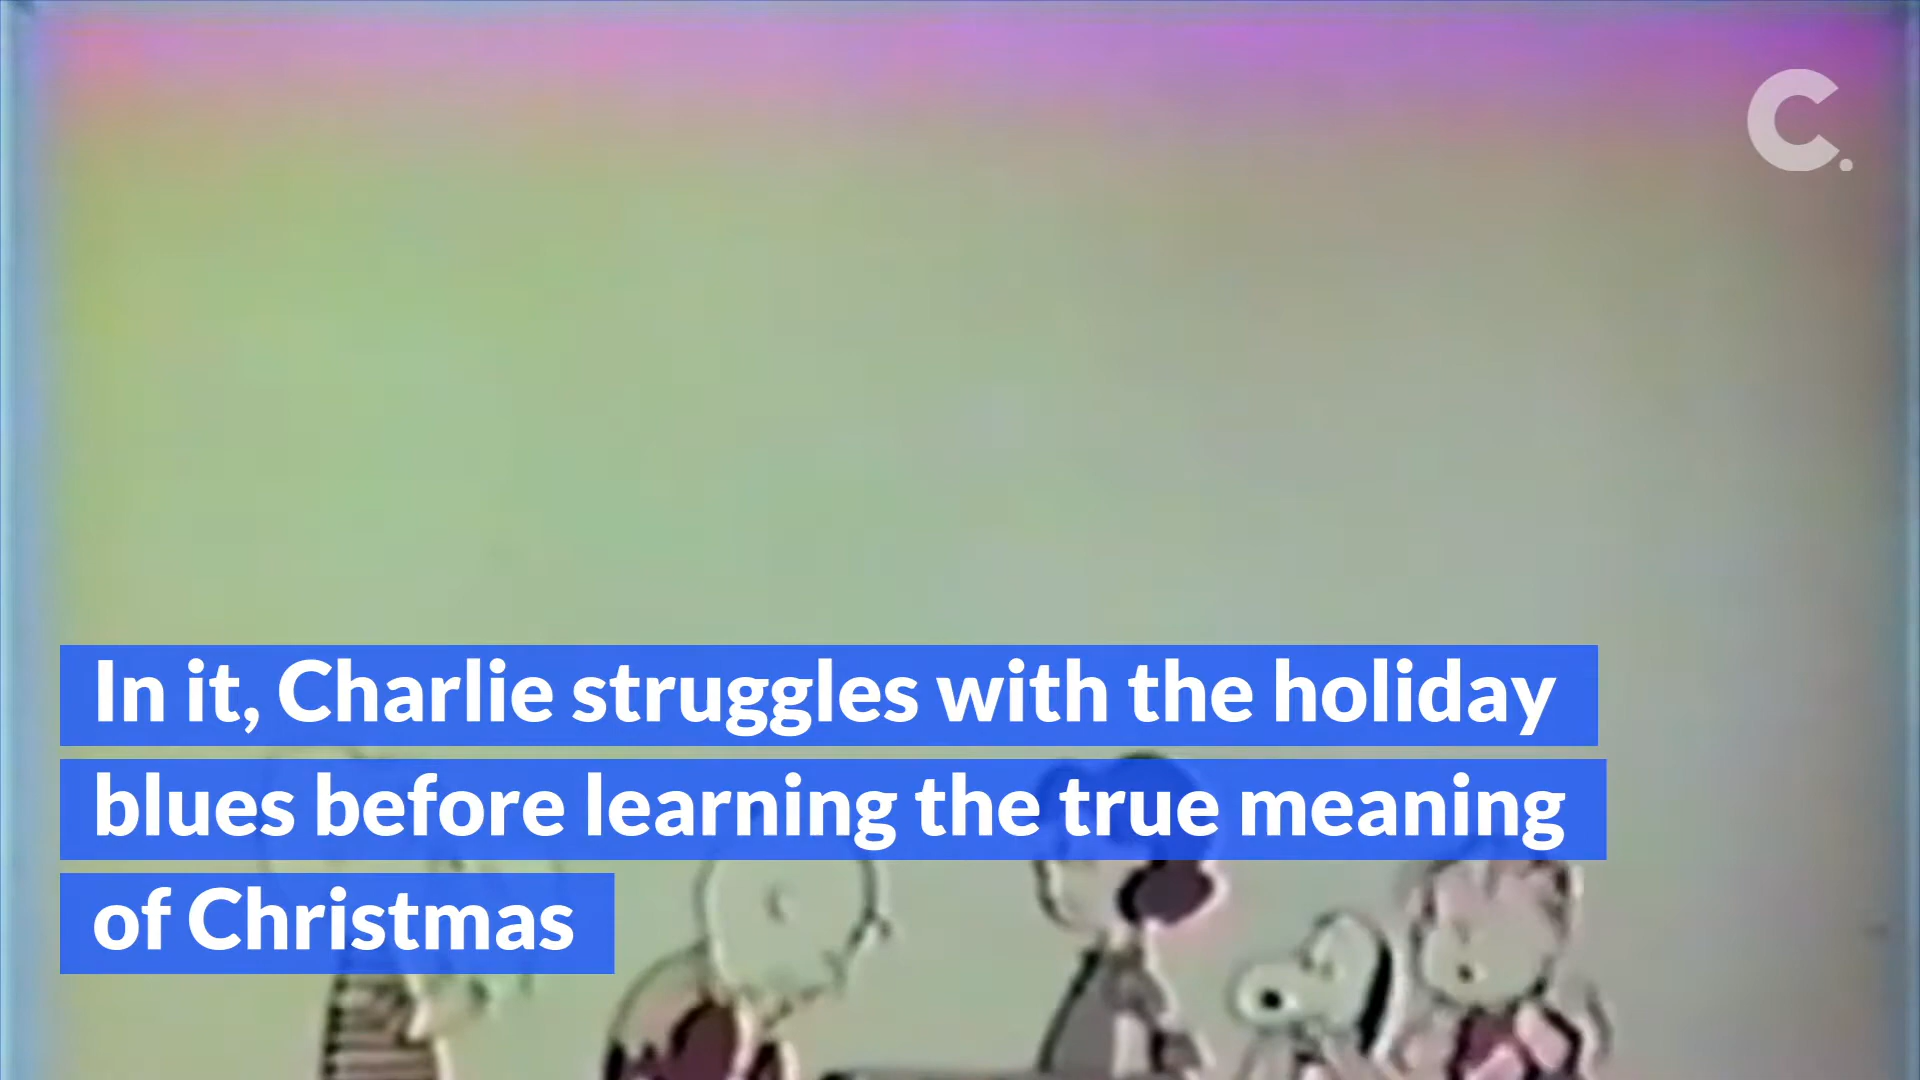 C.
In it, Charlie struggles with the holiday
blues before learning the true meaning
of Christmas